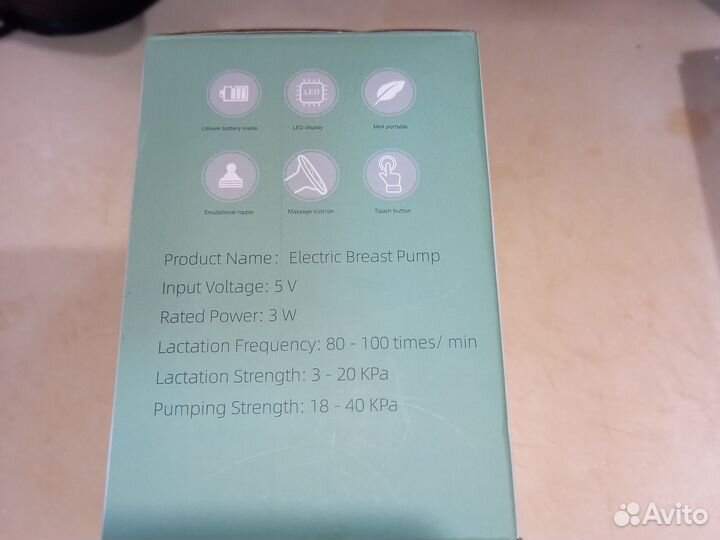 LED
Lithium battery inside
LED display
Mini portable
Emulational nipple
Massage cushion
Touch button
Product Name: Electric Breast Pump
Input Voltage: 5 V
Rated Power: 3 W
Lactation Frequency: 80 - 100 times/ min
Lactation Strength: 3 - 20 KPa
Pumping Strength: 18 - 40 KPa
Avito